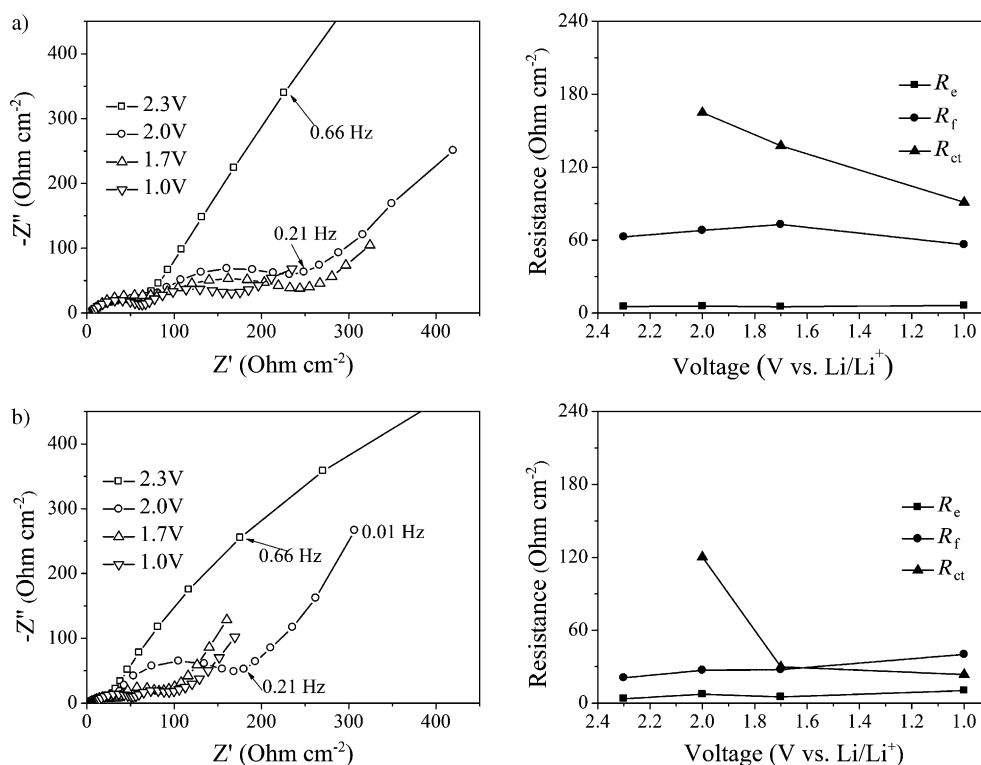 a)
400
300
200
100
0
-Z" (Ohm cm⁻²)
2.3V
2.0V
1.7V
1.0V
0.66 Hz
0.21 Hz
0 100 200 300 400
Z' (Ohm cm⁻²)
240
180
120
60
0
Resistance (Ohm cm⁻²)
Rₑ
R_f
R_ct
2.4 2.2 2.0 1.8 1.6 1.4 1.2 1.0
Voltage (V vs. Li/Li⁺)
b)
400
300
200
100
0
-Z" (Ohm cm⁻²)
2.3V
2.0V
1.7V
1.0V
0.66 Hz
0.01 Hz
0.21 Hz
0 100 200 300 400
Z' (Ohm cm⁻²)
240
180
120
60
0
Resistance (Ohm cm⁻²)
Rₑ
R_f
R_ct
2.4 2.2 2.0 1.8 1.6 1.4 1.2 1.0
Voltage (V vs. Li/Li⁺)